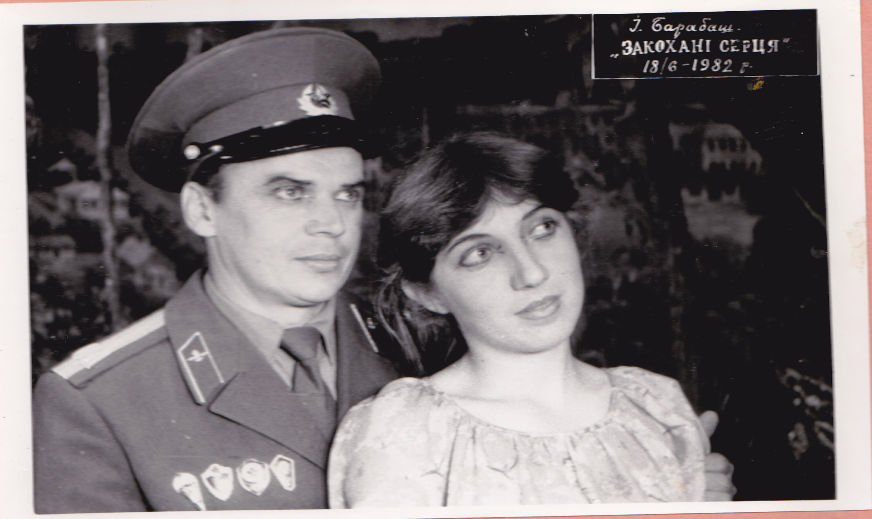 І. Барабаш.
„ЗАКОХАНІ СЕРЦЯ"
18/6-1982 р.